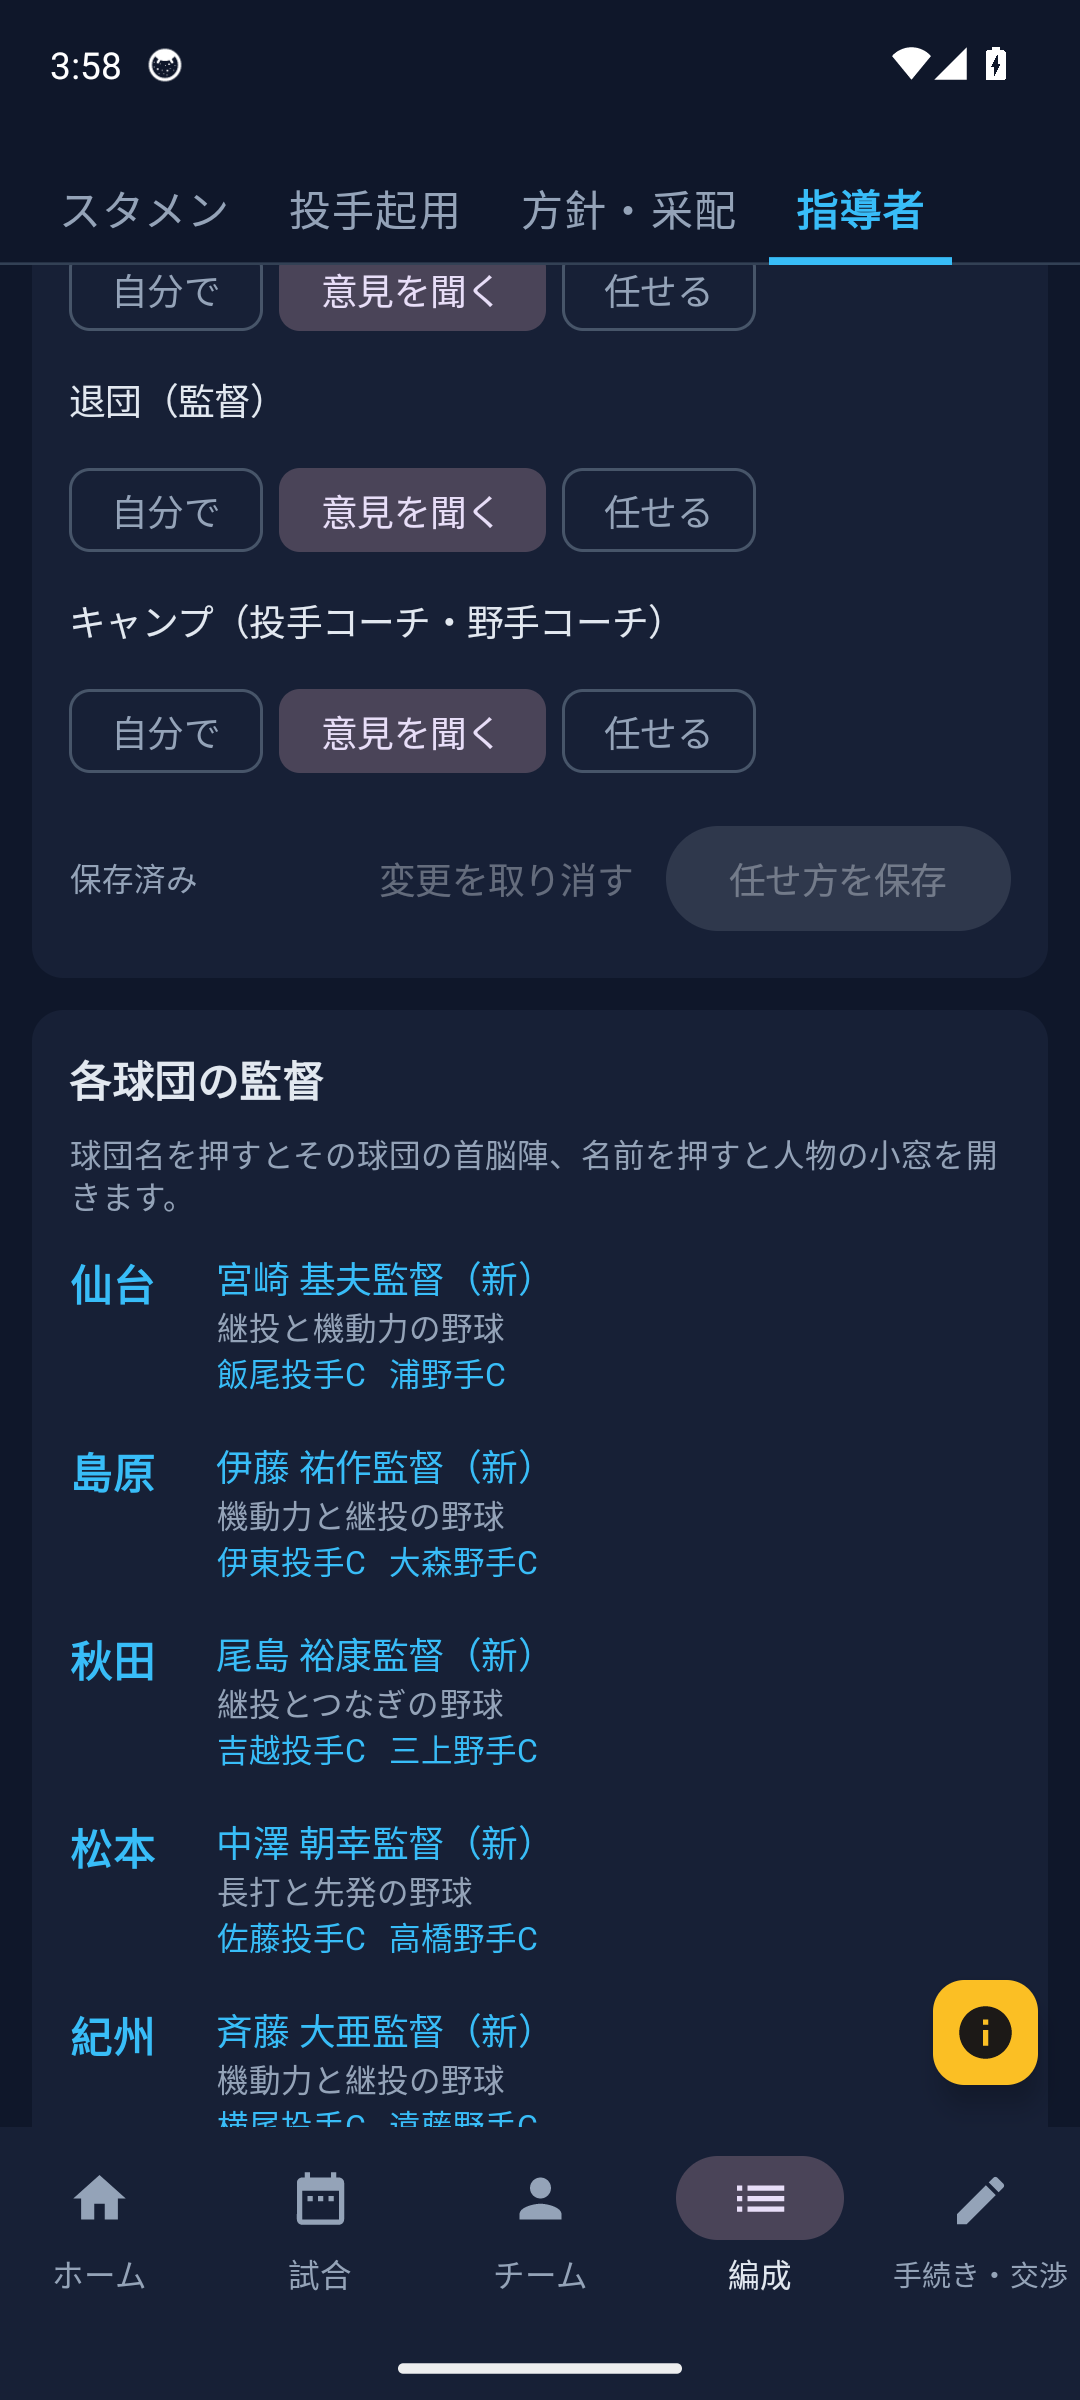 3:58
スタメン 投手起用 方針・采配 指導者
自分で 意見を聞く 任せる
退団（監督）
自分で 意見を聞く 任せる
キャンプ（投手コーチ・野手コーチ）
自分で 意見を聞く 任せる
保存済み 変更を取り消す 任せ方を保存
各球団の監督
球団名を押すとその球団の首脳陣、名前を押すと人物の小窓を開
きます。
仙台 宮崎 基夫監督（新）
継投と機動力の野球
飯尾投手C 浦野手C
島原 伊藤 祐作監督（新）
機動力と継投の野球
伊東投手C 大森野手C
秋田 尾島 裕康監督（新）
継投とつなぎの野球
吉越投手C 三上野手C
松本 中澤 朝幸監督（新）
長打と先発の野球
佐藤投手C 高橋野手C
紀州 斉藤 大亜監督（新）
機動力と継投の野球
横尾投手C 遠藤野手C
ホーム 試合 チーム 編成 手続き・交渉